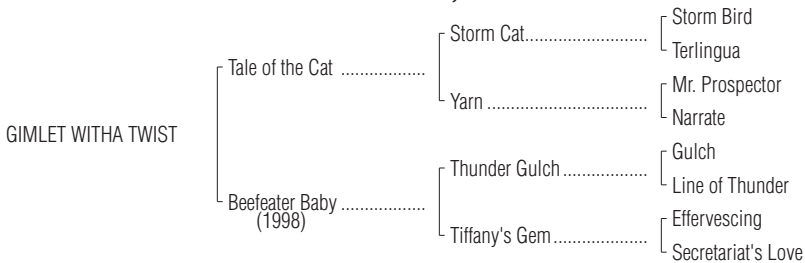 Storm Bird
Storm Cat..............................
Terlingua
Tale of the Cat ..................
Mr. Prospector
Yarn .......................................
Narrate
GIMLET WITHA TWIST
Gulch
Thunder Gulch.....................
Line of Thunder
Beefeater Baby ..................
(1998)
Effervescing
Tiffany's Gem.......................
Secretariat's Love